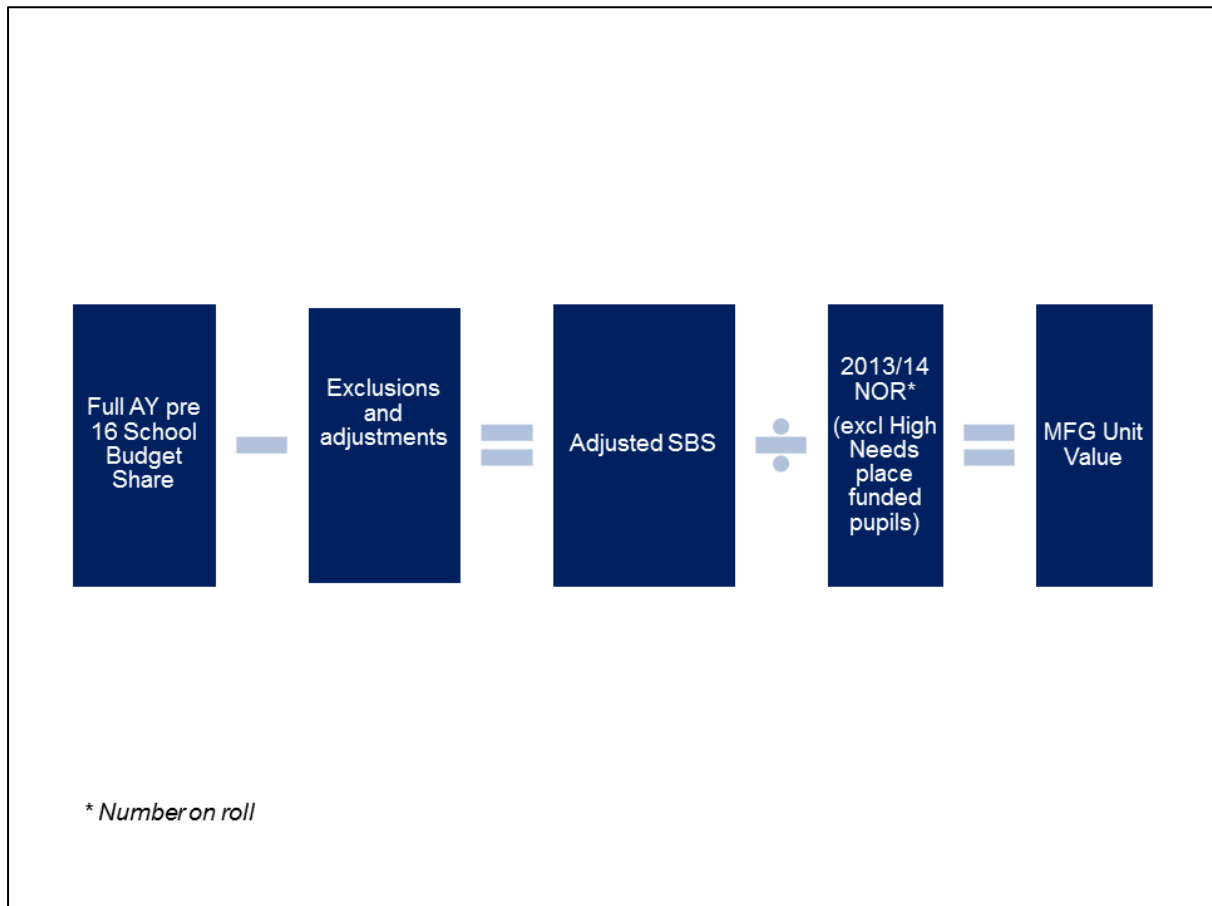 Full AY pre
16 School
Budget
Share
Exclusions
and
adjustments
Adjusted SBS
2013/14
NOR*
(excl High
Needs
place
funded
pupils)
MFG Unit
Value
* Number on roll